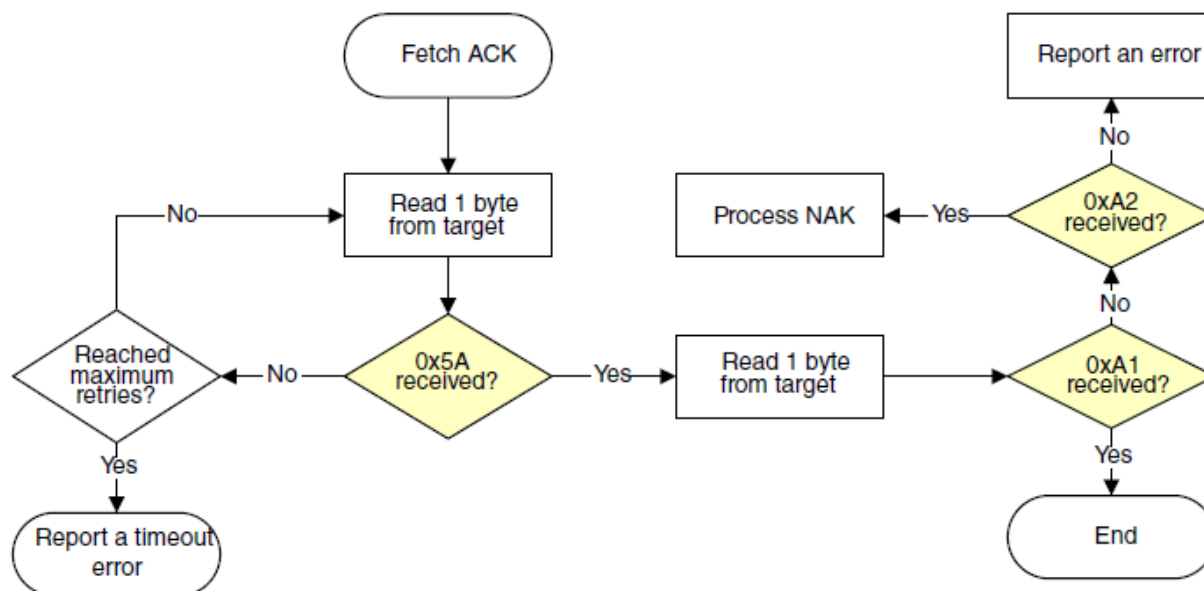 Fetch ACK
Report an error
No
No
Read 1 byte
from target
Process NAK
Yes
0xA2
received?
No
Reached
maximum
retries?
No
0x5A
received?
Yes
Read 1 byte
from target
0xA1
received?
Yes
Yes
Report a timeout
error
End